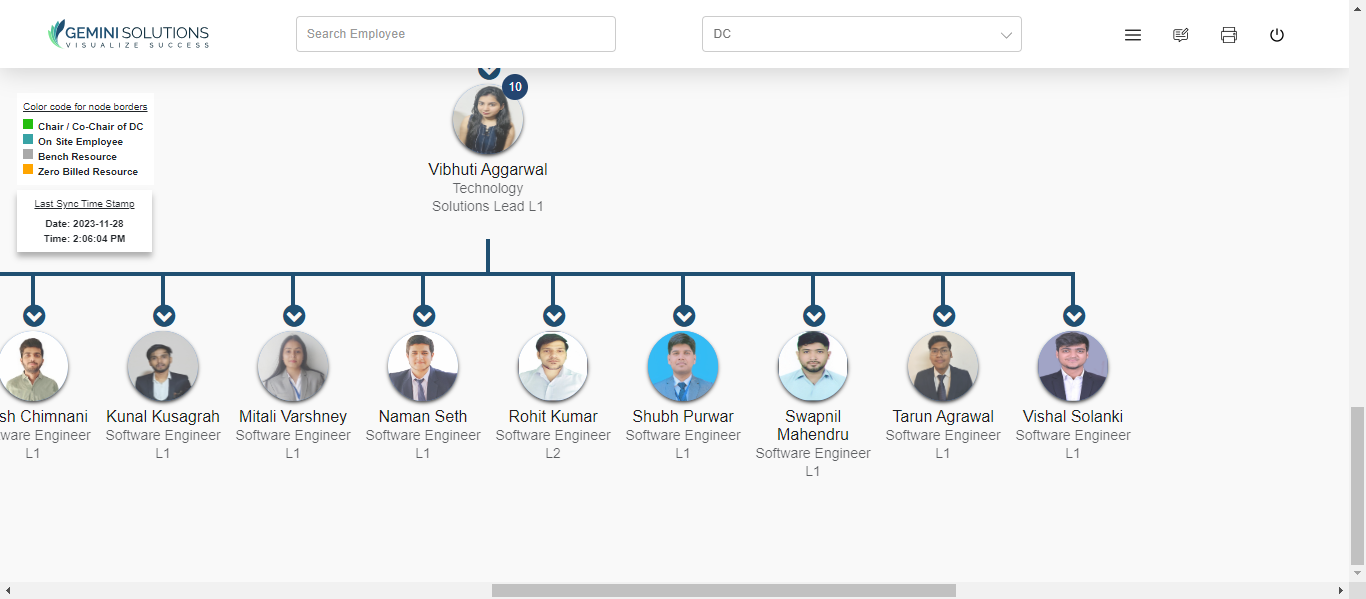 GEMINI SOLUTIONS
VISUALIZE SUCCESS
Search Employee
DC
Color code for node borders
Chair / Co-Chair of DC
On Site Employee
Bench Resource
Zero Billed Resource
Last Sync Time Stamp
Date: 2023-11-28
Time: 2:06:04 PM
10
Vibhuti Aggarwal
Technology
Solutions Lead L1
Chimnani
Engineer
L1
Kunal Kusagrah
Software Engineer
L1
Mitali Varshney
Software Engineer
L1
Naman Seth
Software Engineer
L1
Rohit Kumar
Software Engineer
L2
Shubh Purwar
Software Engineer
L1
Swapnil
Mahendru
Software Engineer
L1
Tarun Agrawal
Software Engineer
L1
Vishal Solanki
Software Engineer
L1